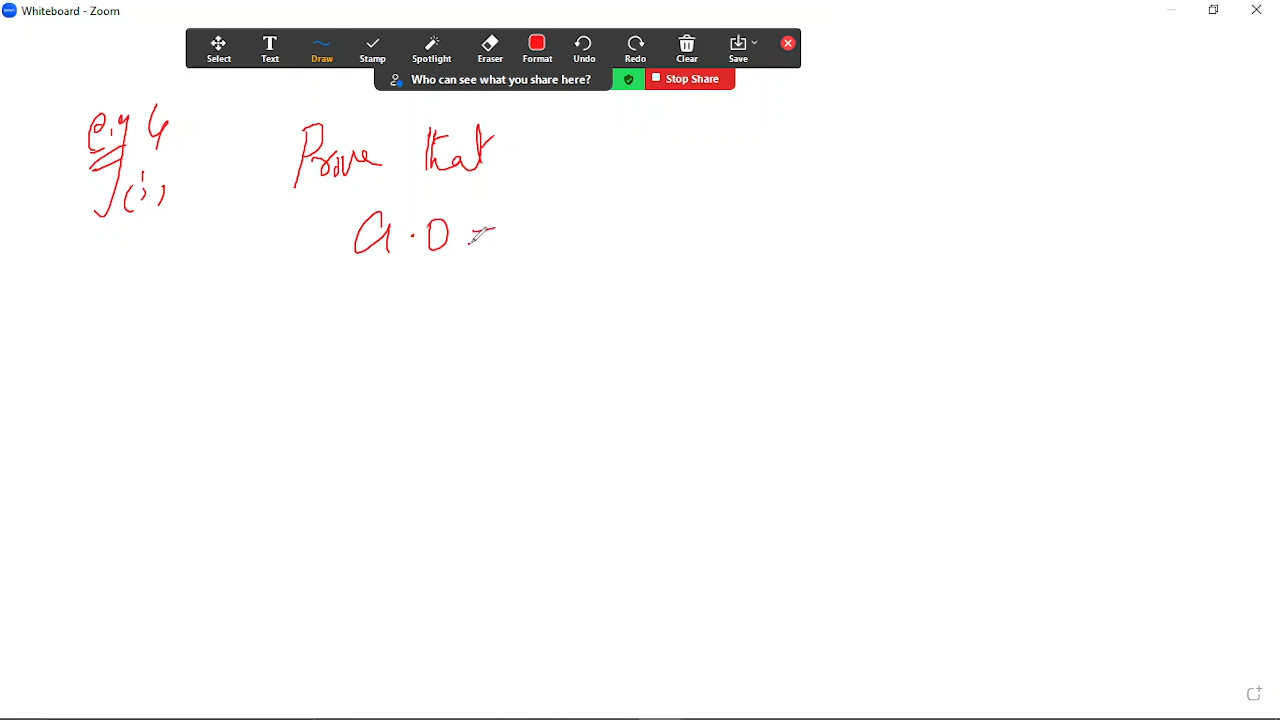 Whiteboard - Zoom
Select Text Draw Stamp Spotlight Eraser Format Undo Redo Clear Save
Who can see what you share here? Stop Share
e.g 4
Prove that
(i)
a · 0 =